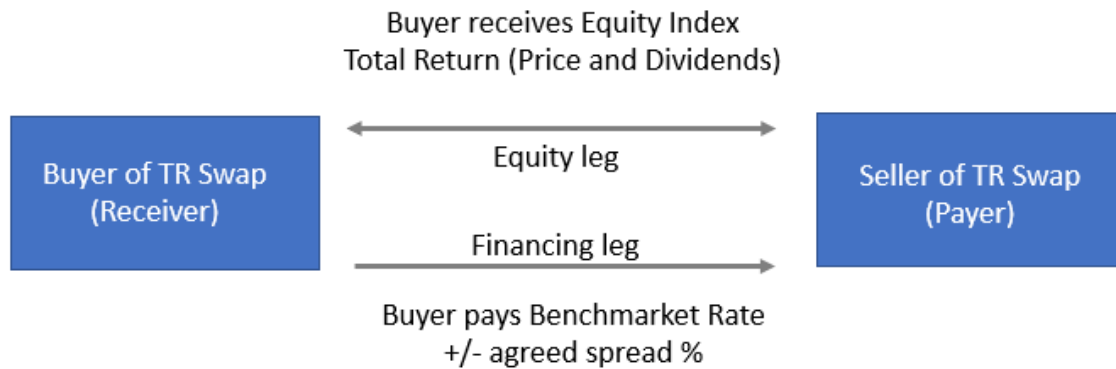 Buyer receives Equity Index
Total Return (Price and Dividends)
Buyer of TR Swap
(Receiver)
Equity leg
Seller of TR Swap
(Payer)
Financing leg
Buyer pays Benchmarket Rate
+/- agreed spread %